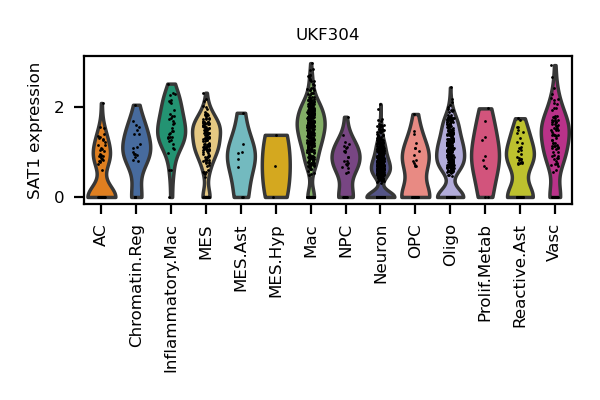 UKF304
SAT1 expression
2
0
AC
Chromatin.Reg
Inflammatory.Mac
MES
MES.Ast
MES.Hyp
Mac
NPC
Neuron
OPC
Oligo
Prolif.Metab
Reactive.Ast
Vasc